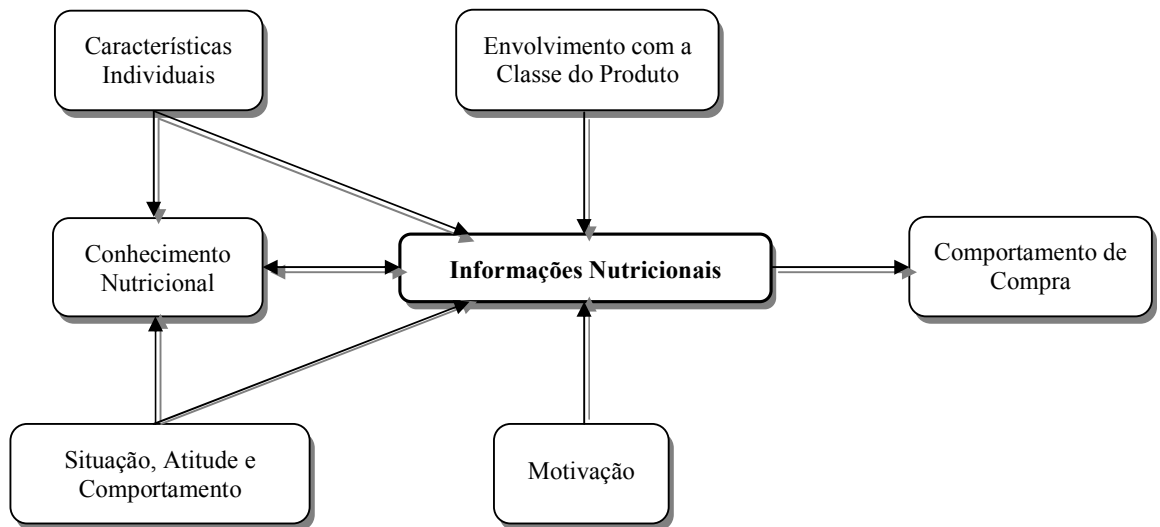 Características
Individuais
Envolvimento com a
Classe do Produto
Conhecimento
Nutricional
Informações Nutricionais
Comportamento de
Compra
Situação, Atitude e
Comportamento
Motivação